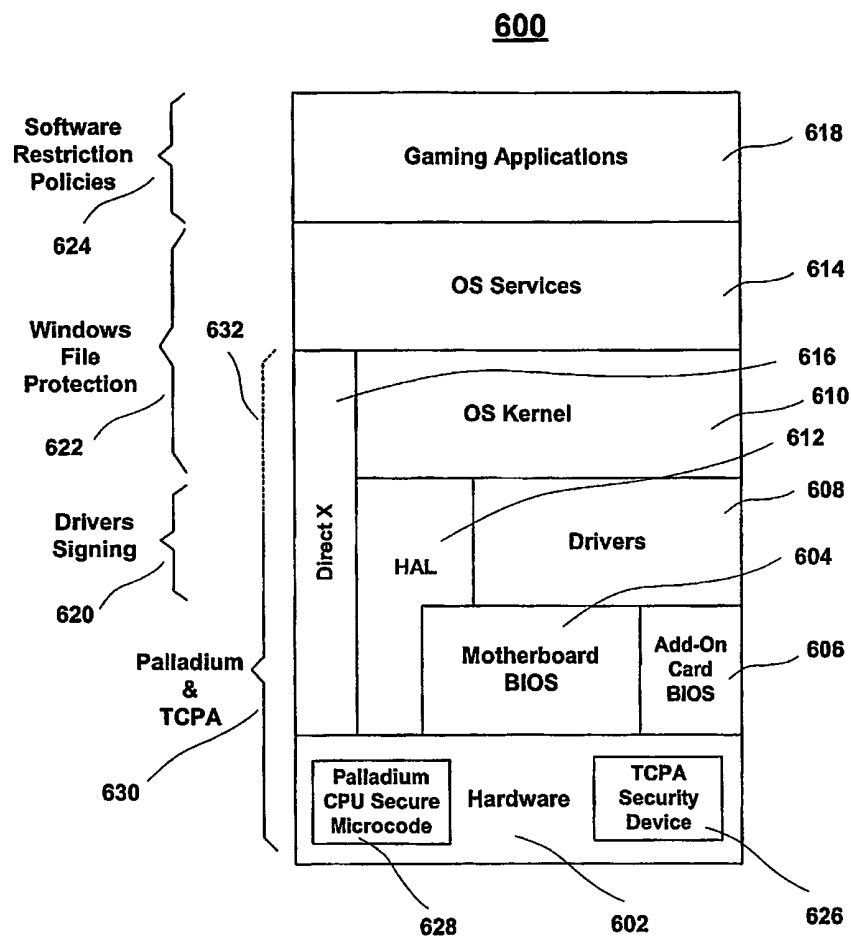 600
Software
Restriction
Policies
624
Gaming Applications
618
OS Services
614
Windows
File
Protection
622
632
616
OS Kernel
610
612
Drivers
Signing
620
Direct X
HAL
Drivers
608
604
Motherboard
BIOS
Add-On
Card
BIOS
606
Palladium
&
TCPA
630
Palladium
CPU Secure
Microcode
Hardware
TCPA
Security
Device
628
602
626